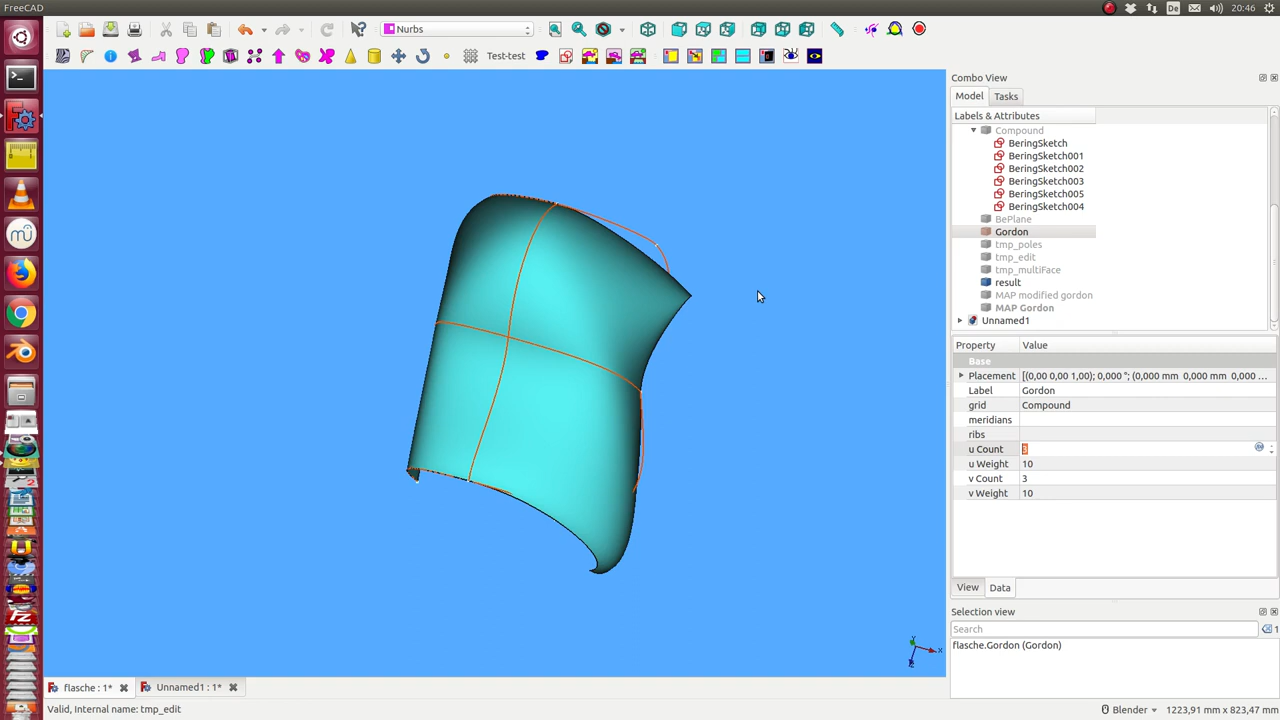 FreeCAD
De
20:46
Nurbs
Test-test
Combo View
Model
Tasks
Labels & Attributes
Compound
BeringSketch
BeringSketch001
BeringSketch002
BeringSketch003
BeringSketch005
BeringSketch004
BePlane
Gordon
tmp_poles
tmp_edit
tmp_multiFace
result
MAP modified gordon
MAP Gordon
Unnamed1
Property Value
Base
Placement [(0,00 0,00 1,00); 0,000 °; (0,000 mm 0,000 mm 0,000 ...
Label Gordon
grid Compound
meridians
ribs
u Count 3
u Weight 10
v Count 3
v Weight 10
View
Data
Selection view
Search
1
flasche.Gordon (Gordon)
flasche : 1*
Unnamed1 : 1*
Valid, Internal name: tmp_edit
Blender
1223,91 mm x 823,47 mm